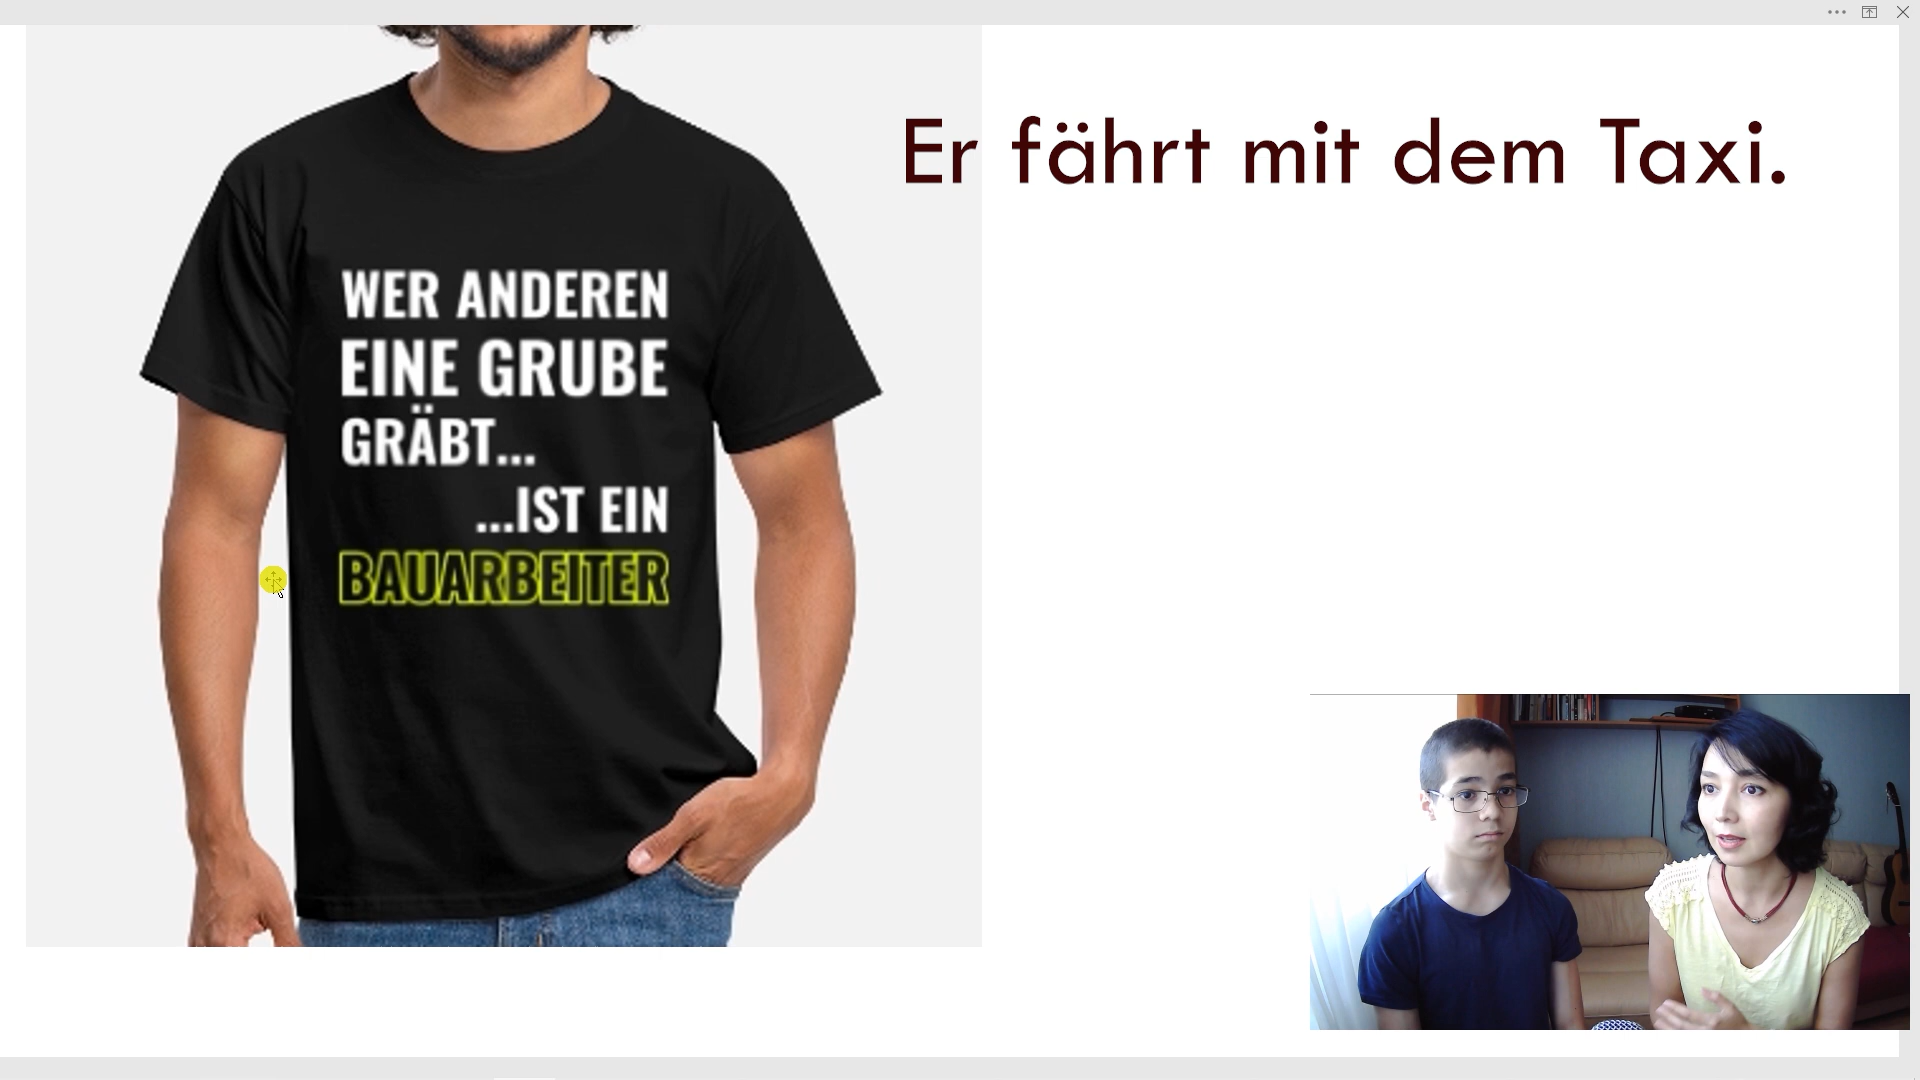 WER ANDEREN
EINE GRUBE
GRÄBT...
...IST EIN
BAUARBEITER
Er fährt mit dem Taxi.